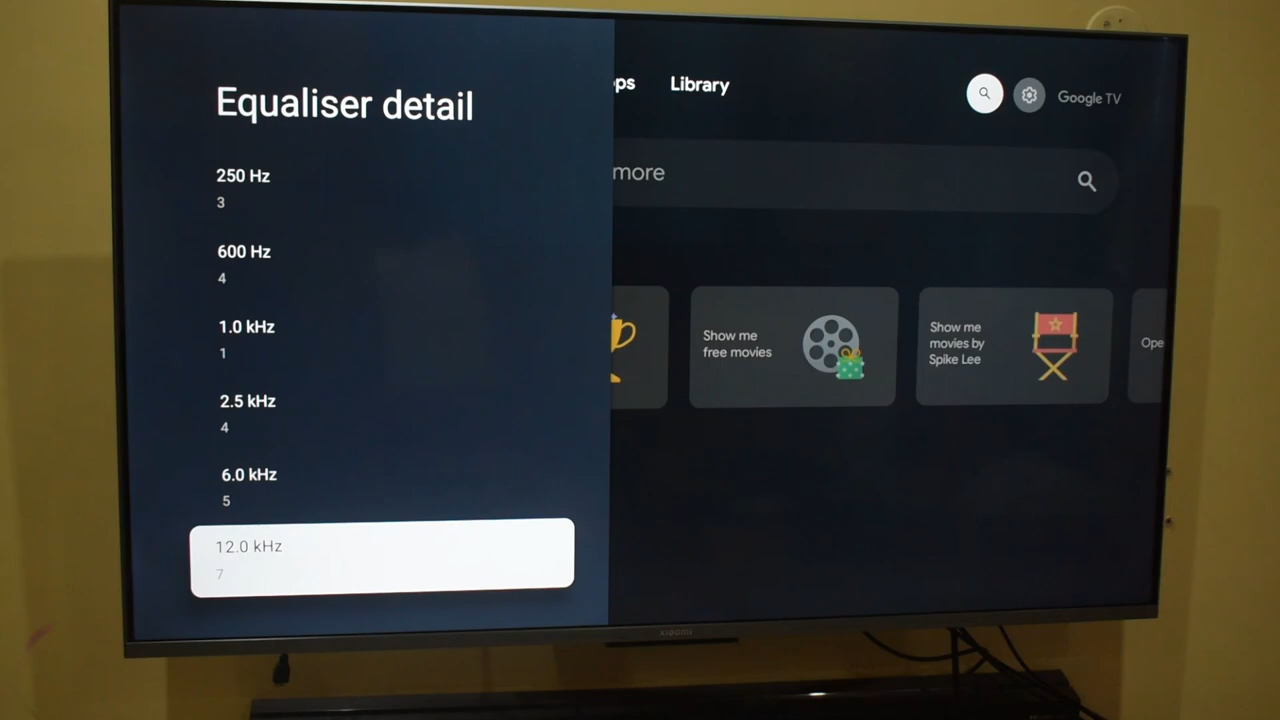 Equaliser detail
250 Hz
3
600 Hz
4
1.0 kHz
1
2.5 kHz
4
6.0 kHz
5
12.0 kHz
7
ps
Library
Google TV
more
Show me
free movies
Show me
movies by
Spike Lee
Ope
xiaomi